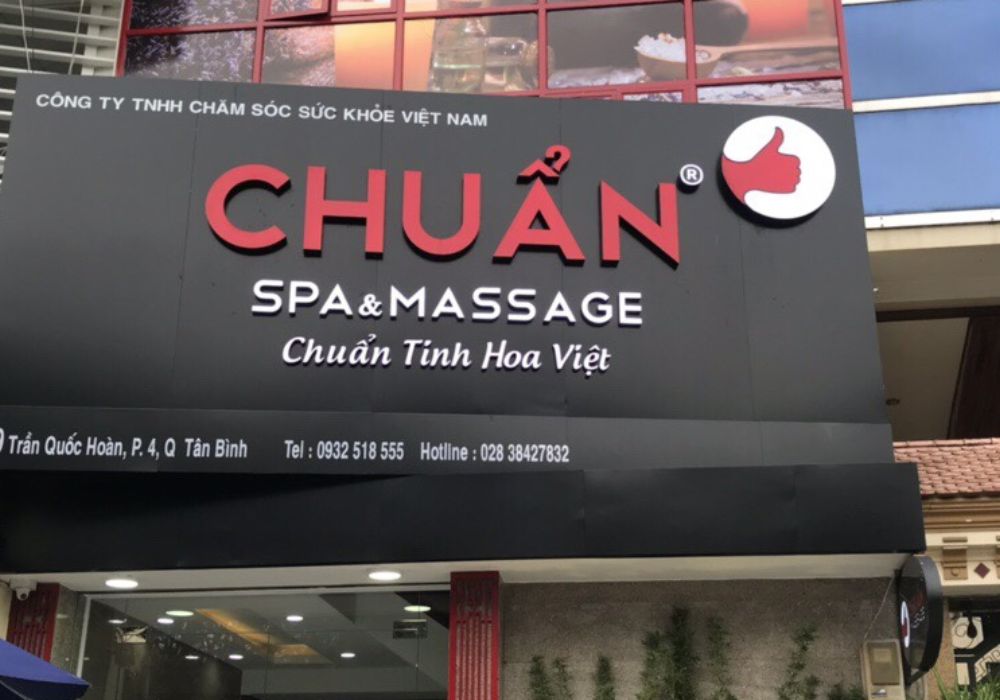 CÔNG TY TNHH CHĂM SÓC SỨC KHỎE VIỆT NAM
CHUẨN®
SPA & MASSAGE
Chuẩn Tinh Hoa Việt
Trần Quốc Hoàn, P. 4, Q Tân Bình Tel : 0932 518 555 Hotline : 028 38427832